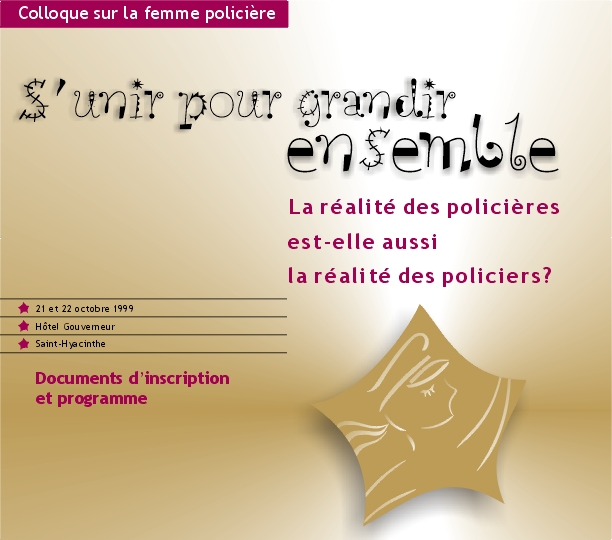 Colloque sur la femme policière
S'unir pour grandir
ensemble
La réalité des policières
est-elle aussi
la réalité des policiers?
21 et 22 octobre 1999
Hôtel Gouverneur
Saint-Hyacinthe
Documents d'inscription
et programme